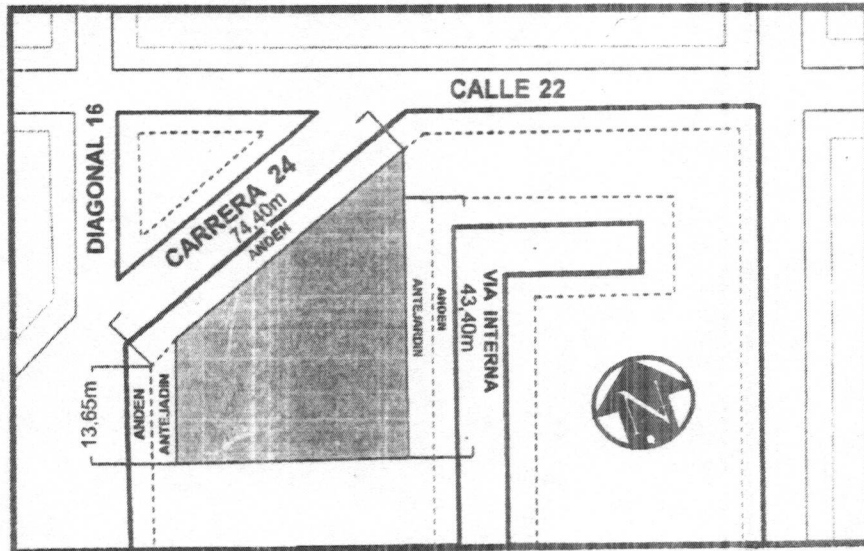 CALLE 22
DIAGONAL 16
CARRERA 24
74,40m
ANDEN
ANTEJARDIN
ANDEN
VIA INTERNA
43,40m
13,65m
ANDEN
ANTEJADIN
N